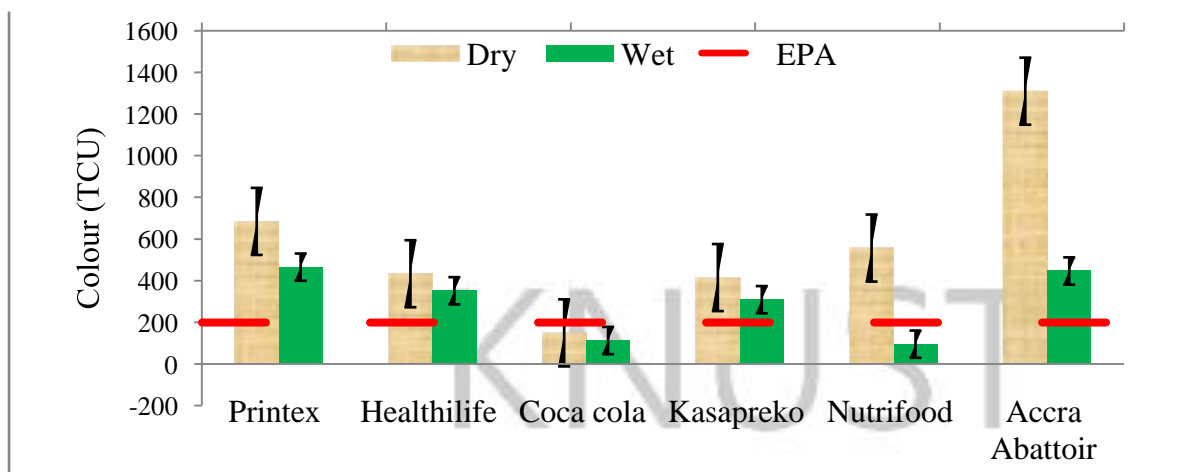 1600
Dry Wet EPA
1400
1200
1000
800
600
400
200
0
-200
Colour (TCU)
Printex Healthilife Coca cola Kasapreko Nutrifood Accra
Abattoir
KNUST